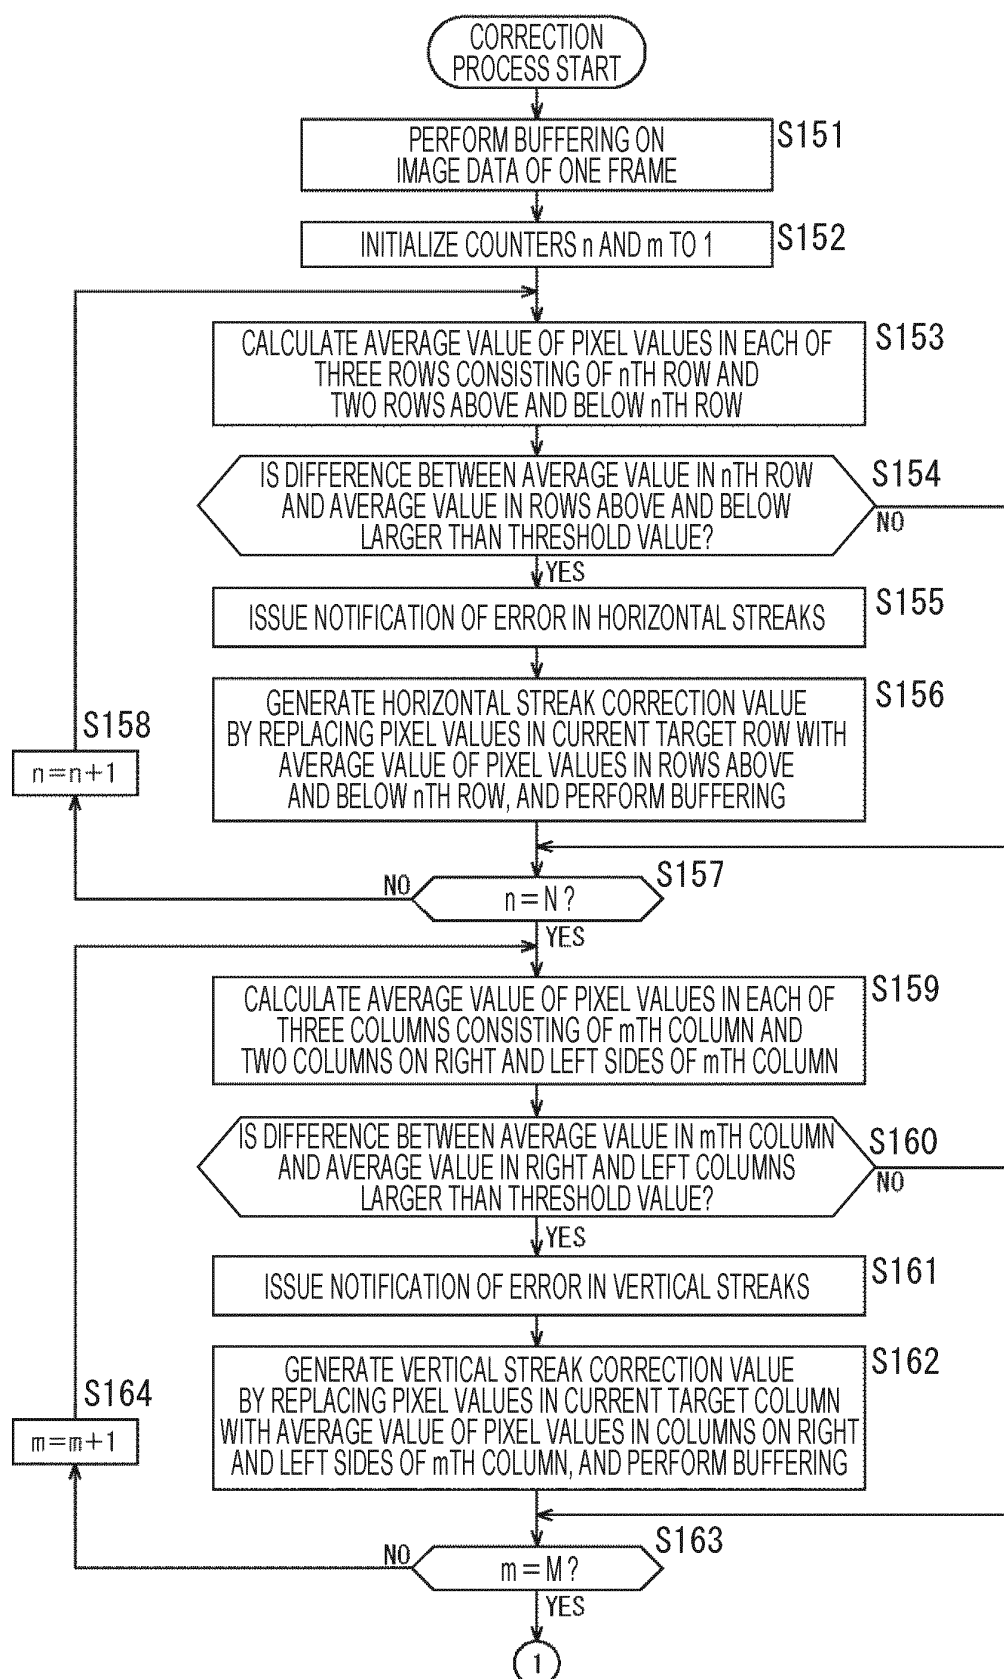 CORRECTION
PROCESS START
PERFORM BUFFERING ON
IMAGE DATA OF ONE FRAME
S151
INITIALIZE COUNTERS n AND m TO 1
S152
CALCULATE AVERAGE VALUE OF PIXEL VALUES IN EACH OF
THREE ROWS CONSISTING OF nTH ROW AND
TWO ROWS ABOVE AND BELOW nTH ROW
S153
IS DIFFERENCE BETWEEN AVERAGE VALUE IN nTH ROW
AND AVERAGE VALUE IN ROWS ABOVE AND BELOW
LARGER THAN THRESHOLD VALUE?
S154
NO
YES
ISSUE NOTIFICATION OF ERROR IN HORIZONTAL STREAKS
S155
GENERATE HORIZONTAL STREAK CORRECTION VALUE
BY REPLACING PIXEL VALUES IN CURRENT TARGET ROW WITH
AVERAGE VALUE OF PIXEL VALUES IN ROWS ABOVE
AND BELOW nTH ROW, AND PERFORM BUFFERING
S156
S158
n=n+1
NO
n=N?
S157
YES
CALCULATE AVERAGE VALUE OF PIXEL VALUES IN EACH OF
THREE COLUMNS CONSISTING OF mTH COLUMN AND
TWO COLUMNS ON RIGHT AND LEFT SIDES OF mTH COLUMN
S159
IS DIFFERENCE BETWEEN AVERAGE VALUE IN mTH COLUMN
AND AVERAGE VALUE IN RIGHT AND LEFT COLUMNS
LARGER THAN THRESHOLD VALUE?
S160
NO
YES
ISSUE NOTIFICATION OF ERROR IN VERTICAL STREAKS
S161
GENERATE VERTICAL STREAK CORRECTION VALUE
BY REPLACING PIXEL VALUES IN CURRENT TARGET COLUMN
WITH AVERAGE VALUE OF PIXEL VALUES IN COLUMNS ON RIGHT
AND LEFT SIDES OF mTH COLUMN, AND PERFORM BUFFERING
S162
S164
m=m+1
NO
m=M?
S163
YES
1